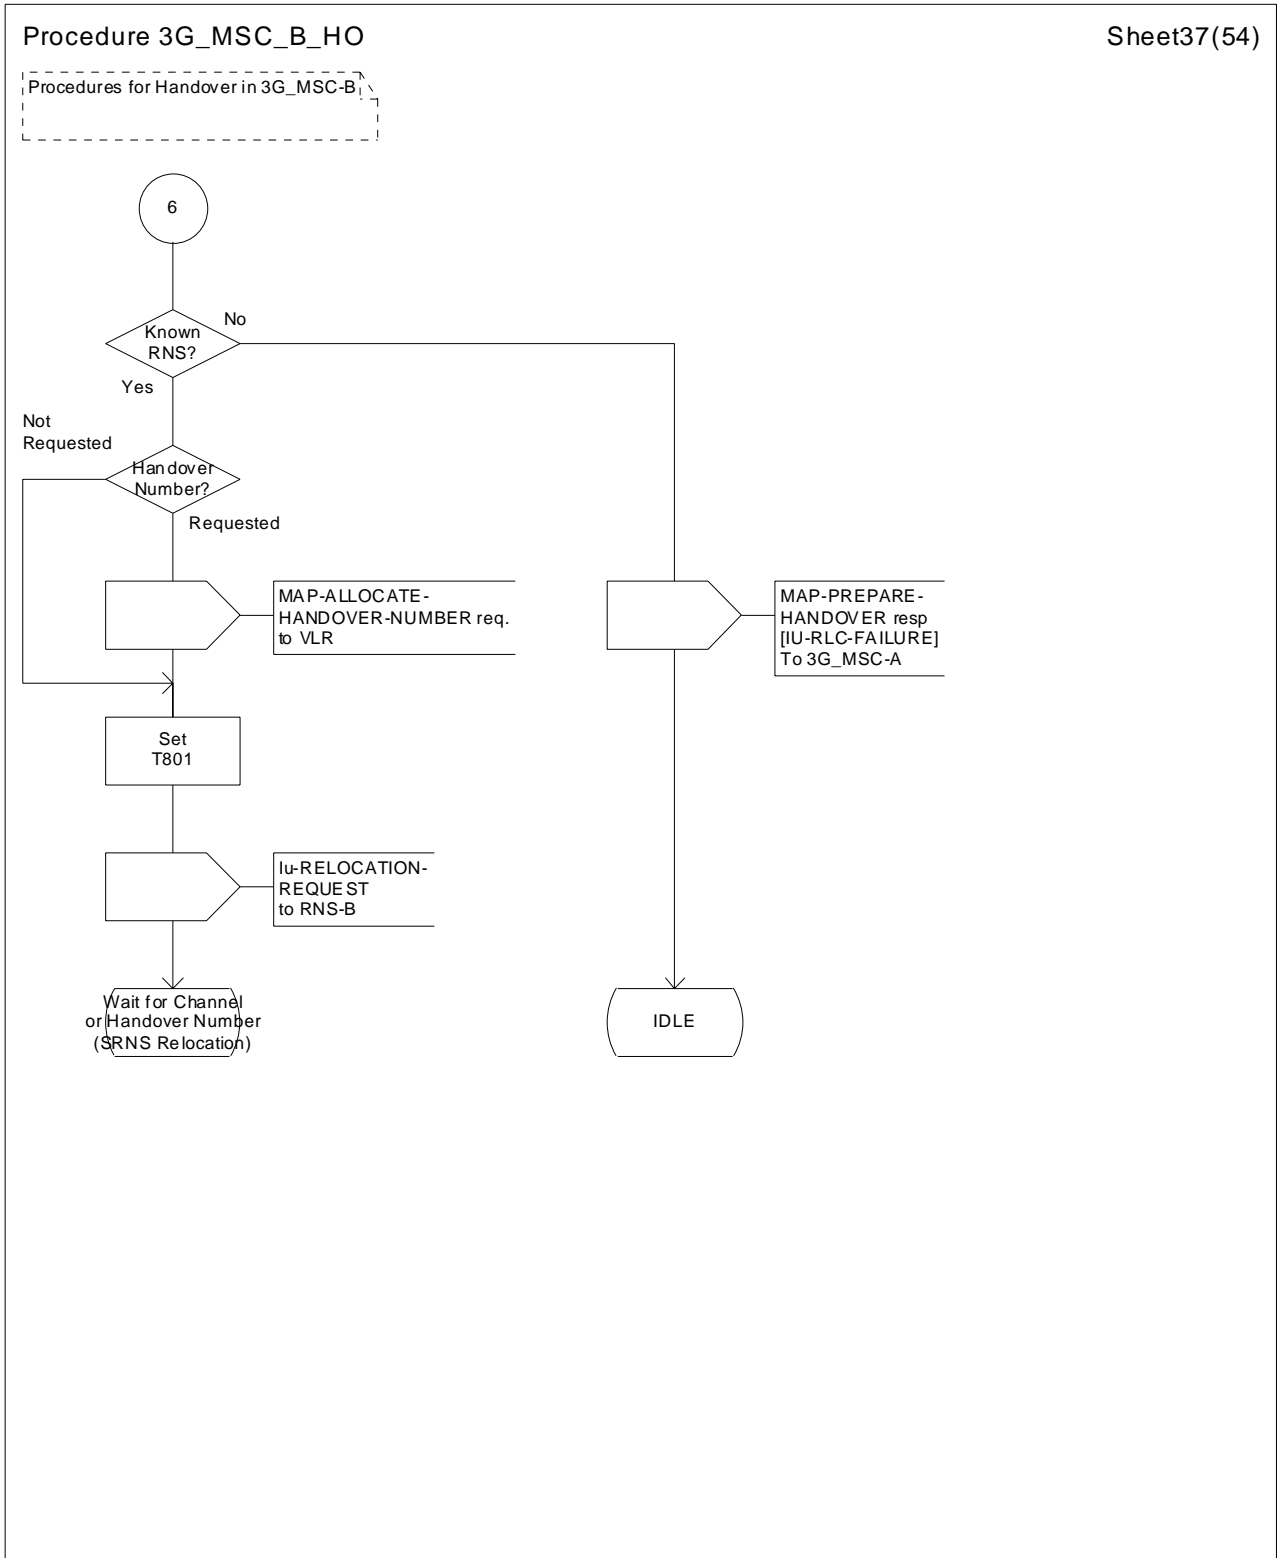 Procedure 3G_MSC_B_HO
Sheet37(54)
Procedures for Handover in 3G_MSC-B
6
Known
RNS?
No
Yes
Not
Requested
Handover
Number?
Requested
MAP-ALLOCATE-
HANDOVER-NUMBER req.
to VLR
MAP-PREPARE-
HANDOVER resp
[IU-RLC-FAILURE]
To 3G_MSC-A
Set
T801
Iu-RELOCATION-
REQUEST
to RNS-B
Wait for Channel
or Handover Number
(SRNS Relocation)
IDLE